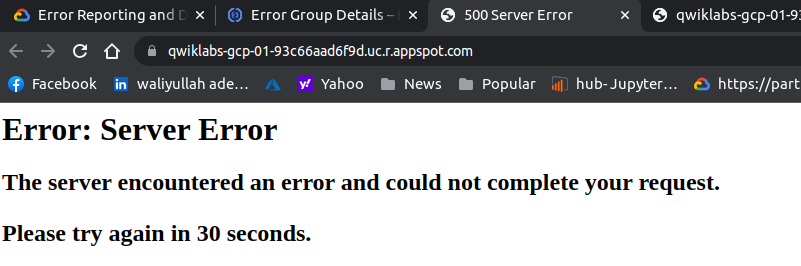 Error Reporting and D
Error Group Details –
500 Server Error
qwiklabs-gcp-01-93
qwiklabs-gcp-01-93c66aad6f9d.uc.r.appspot.com
Facebook
waliyullah ade...
Yahoo
News
Popular
hub- Jupyter...
https://part
Error: Server Error
The server encountered an error and could not complete your request.
Please try again in 30 seconds.